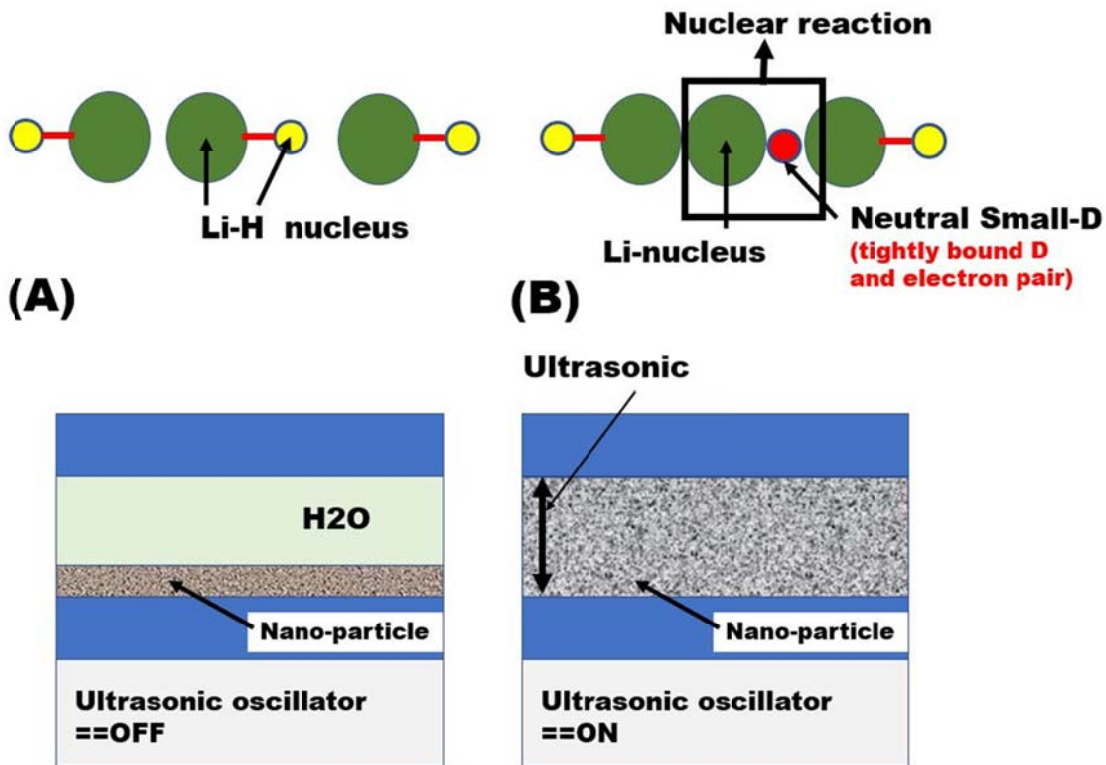 Nuclear reaction
Li-H nucleus
Li-nucleus
Neutral Small-D
(tightly bound D
and electron pair)
(A)
(B)
Ultrasonic
H2O
Nano-particle
Nano-particle
Ultrasonic oscillator
==OFF
Ultrasonic oscillator
==ON